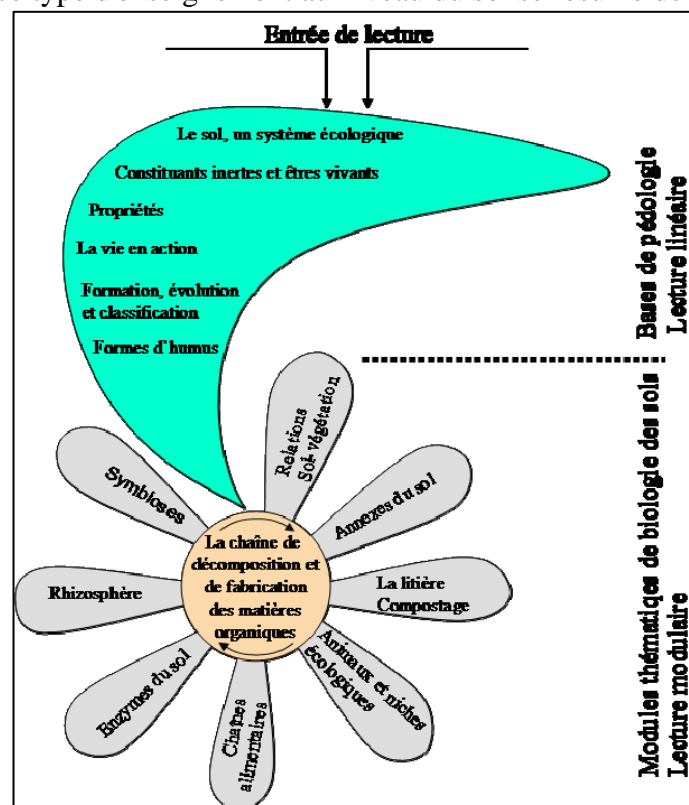 Entrée de lecture
Le sol, un système écologique
Constituants inertes et êtres vivants
Propriétés
La vie en action
Formation, évolution
et classification
Formes d'humus
Bases de pédologie
Lecture linéaire
Relations
Sol- végétation
Annexes du sol
La litière
Compostage
Animaux et niches
écologiques
Chaînes
alimentaires
Enzymes du sol
Rhizosphère
Symbioses
La chaîne de
décomposition et
de fabrication
des matières
organiques
Modules thématiqes de biologie des sols
Lecture modulaire